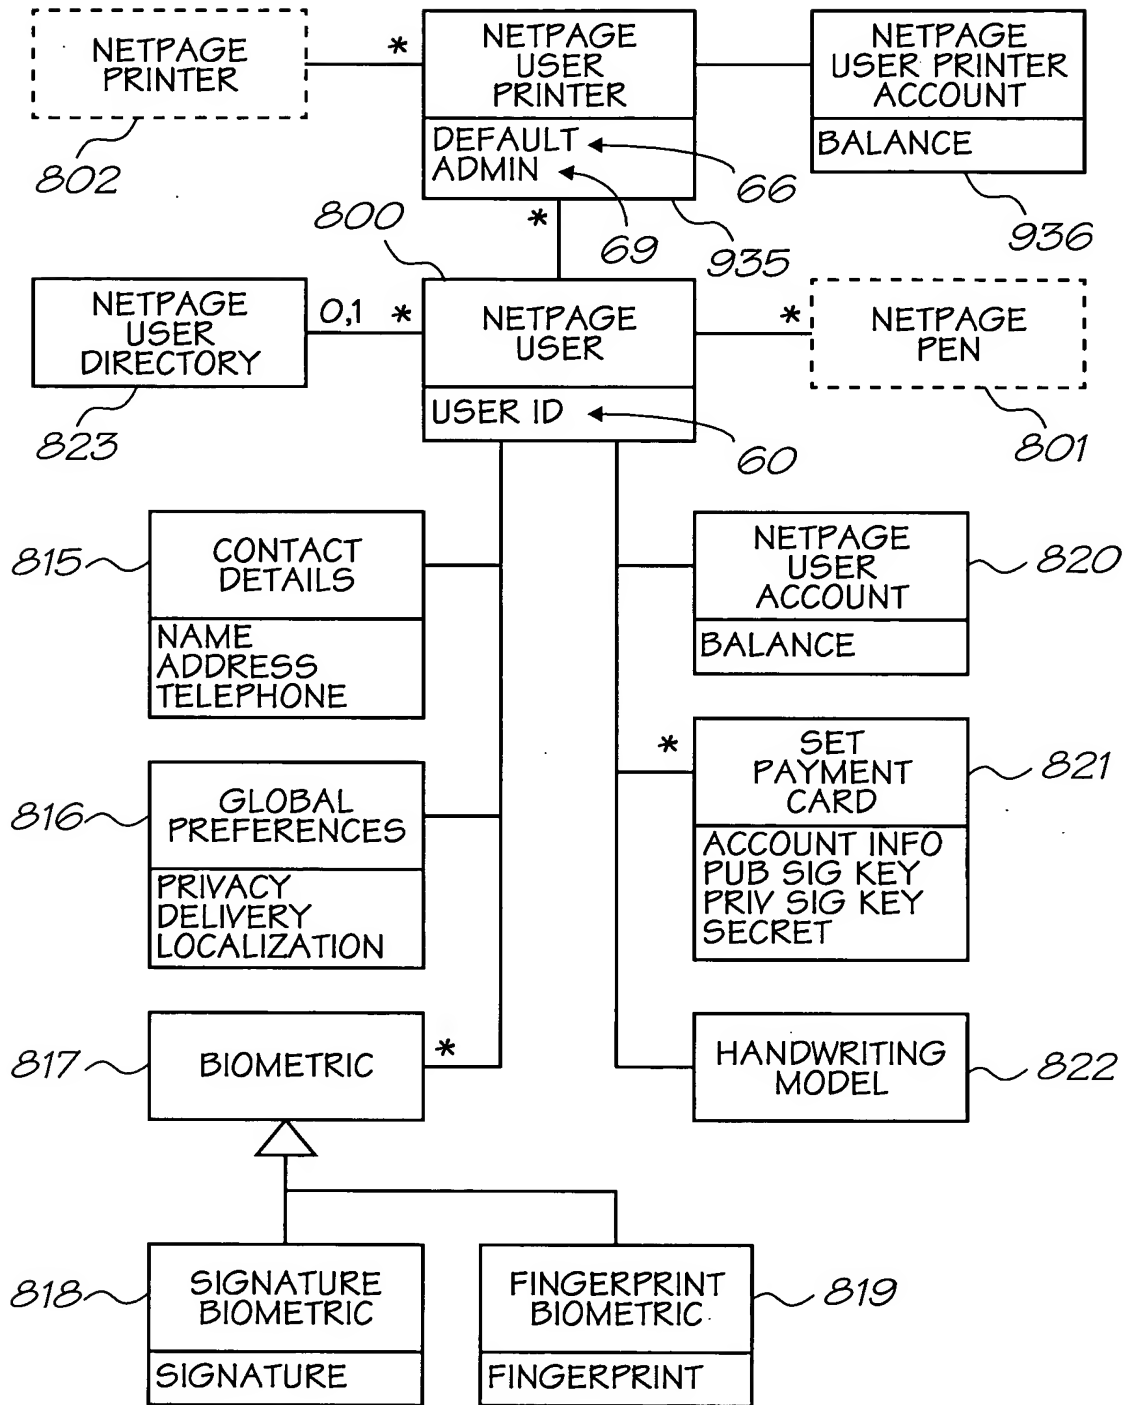 NETPAGE
PRINTER
802
*
NETPAGE
USER
PRINTER
DEFAULT
ADMIN
66
69
935
NETPAGE
USER PRINTER
ACCOUNT
BALANCE
936
*
800
NETPAGE
USER
DIRECTORY
823
0,1
*
NETPAGE
USER
USER ID
60
*
NETPAGE
PEN
801
815
CONTACT
DETAILS
NAME
ADDRESS
TELEPHONE
NETPAGE
USER
ACCOUNT
BALANCE
820
816
GLOBAL
PREFERENCES
PRIVACY
DELIVERY
LOCALIZATION
*
SET
PAYMENT
CARD
ACCOUNT INFO
PUB SIG KEY
PRIV SIG KEY
SECRET
821
817
BIOMETRIC
*
HANDWRITING
MODEL
822
818
SIGNATURE
BIOMETRIC
SIGNATURE
FINGERPRINT
BIOMETRIC
FINGERPRINT
819